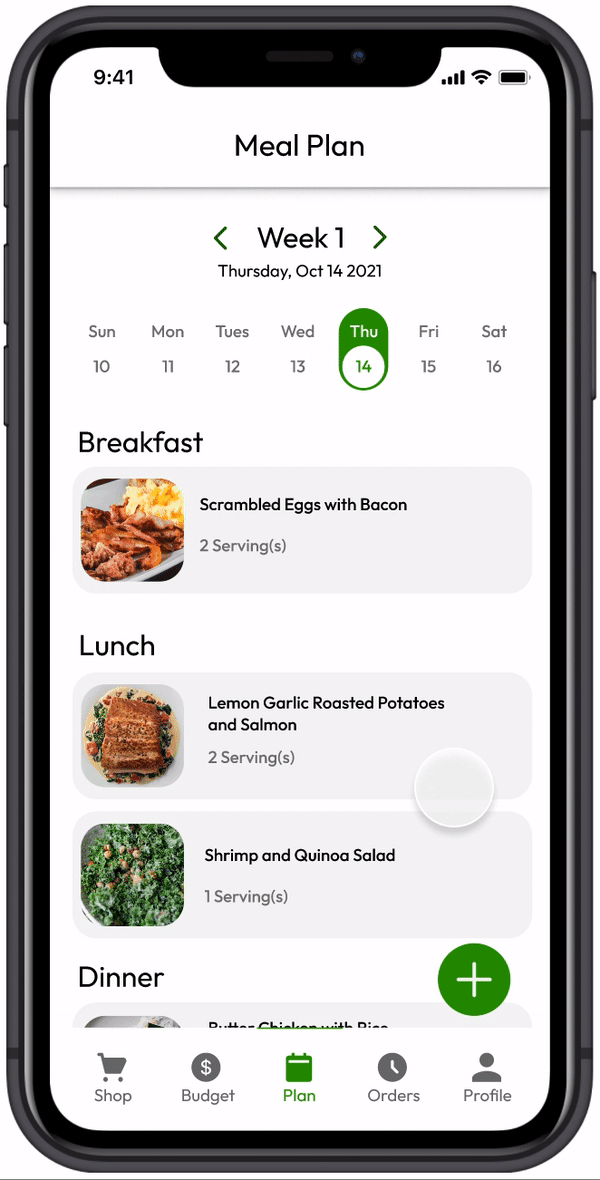 9:41
Meal Plan
Week 1
Thursday, Oct 14 2021
Sun Mon Tues Wed Thu Fri Sat
10 11 12 13 14 15 16
Breakfast
Scrambled Eggs with Bacon
2 Serving(s)
Lunch
Lemon Garlic Roasted Potatoes
and Salmon
2 Serving(s)
Shrimp and Quinoa Salad
1 Serving(s)
Dinner
Butter Chicken with Rice
Shop Budget Plan Orders Profile